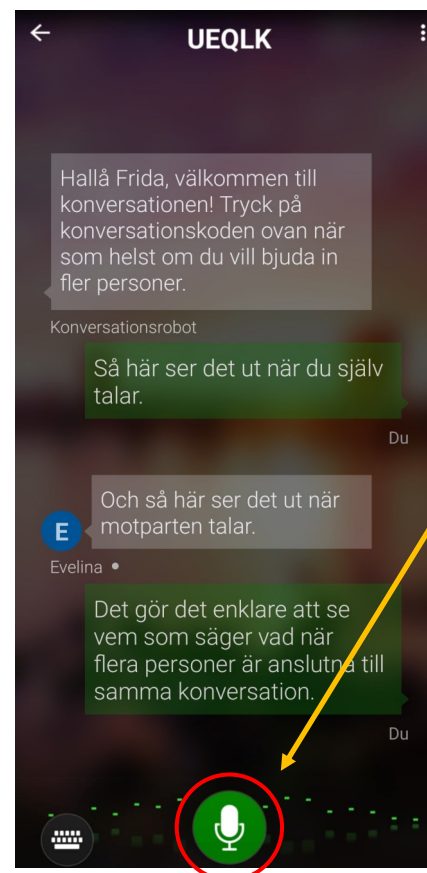 UEQLK
Hallå Frida, välkommen till
konversationen! Tryck på
konversationskoden ovan när
som helst om du vill bjuda in
fler personer.
Konversationsrobot
Så här ser det ut när du själv
talar.
Du
Och så här ser det ut när
motparten talar.
E
Evelina
Det gör det enklare att se
vem som säger vad när
flera personer är anslutna till
samma konversation.
Du